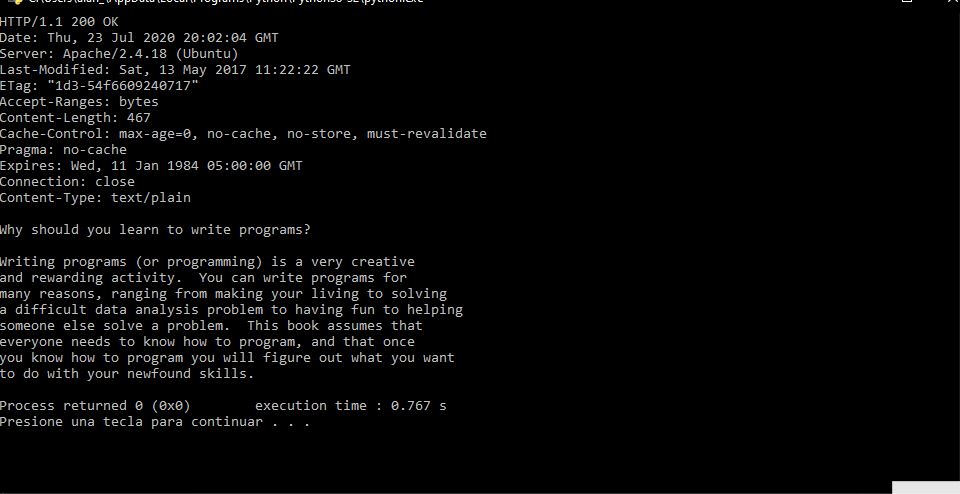 HTTP/1.1 200 OK
Date: Thu, 23 Jul 2020 20:02:04 GMT
Server: Apache/2.4.18 (Ubuntu)
Last-Modified: Sat, 13 May 2017 11:22:22 GMT
ETag: "1d3-54f6609240717"
Accept-Ranges: bytes
Content-Length: 467
Cache-Control: max-age=0, no-cache, no-store, must-revalidate
Pragma: no-cache
Expires: Wed, 11 Jan 1984 05:00:00 GMT
Connection: close
Content-Type: text/plain

Why should you learn to write programs?

Writing programs (or programming) is a very creative
and rewarding activity.  You can write programs for
many reasons, ranging from making your living to solving
a difficult data analysis problem to having fun to helping
someone else solve a problem.  This book assumes that
everyone needs to know how to program, and that once
you know how to program you will figure out what you want
to do with your newfound skills.

Process returned 0 (0x0)        execution time : 0.767 s
Presione una tecla para continuar . . .